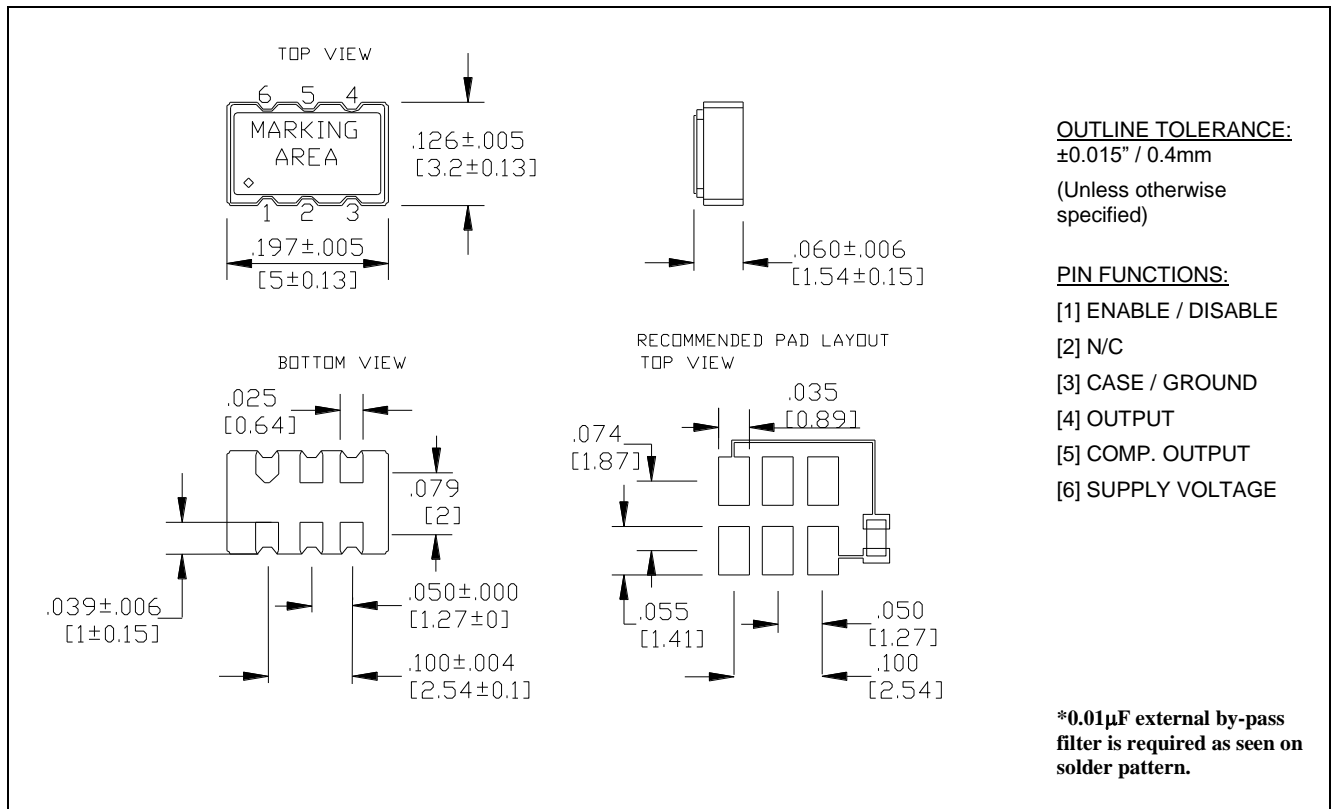 TOP VIEW
6 5 4
MARKING
AREA
1 2 3
.126±.005
[3.2±0.13]
.197±.005
[5±0.13]
.060±.006
[1.54±0.15]
BOTTOM VIEW
.025
[0.64]
.079
[2]
.039±.006
[1±0.15]
.050±.000
[1.27±0]
.100±.004
[2.54±0.1]
RECOMMENDED PAD LAYOUT
TOP VIEW
.035
[0.89]
.074
[1.87]
.055
[1.41]
.050
[1.27]
.100
[2.54]
OUTLINE TOLERANCE:
±0.015” / 0.4mm
(Unless otherwise
specified)
PIN FUNCTIONS:
[1] ENABLE / DISABLE
[2] N/C
[3] CASE / GROUND
[4] OUTPUT
[5] COMP. OUTPUT
[6] SUPPLY VOLTAGE
*0.01µF external by-pass
filter is required as seen on
solder pattern.